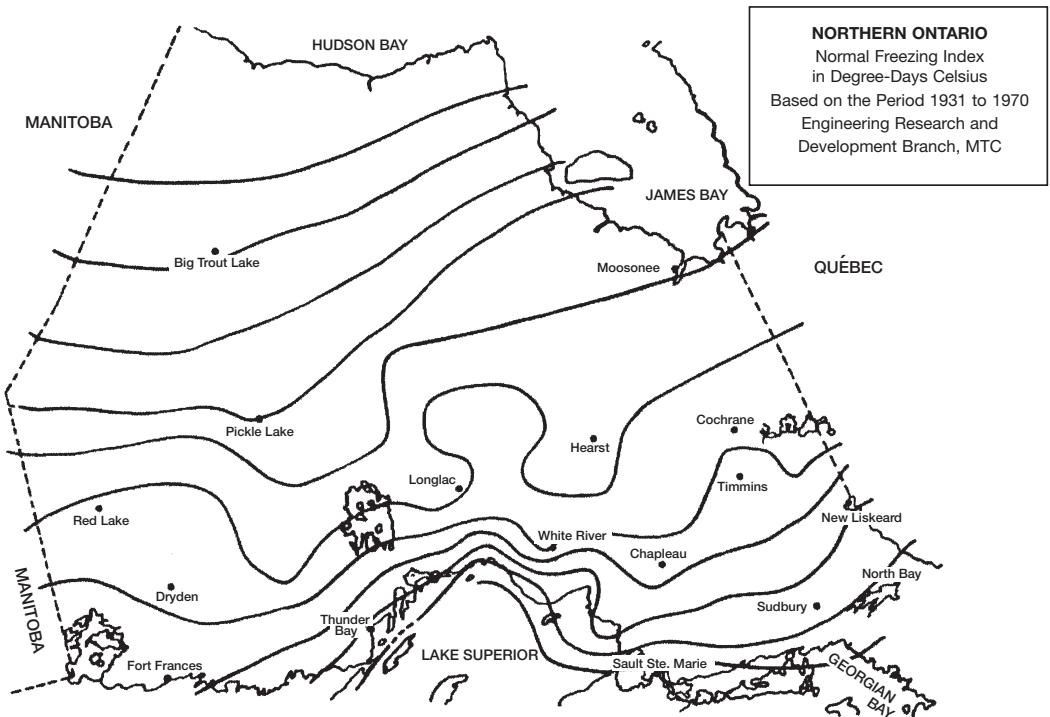 HUDSON BAY
NORTHERN ONTARIO
Normal Freezing Index
in Degree-Days Celsius
Based on the Period 1931 to 1970
Engineering Research and
Development Branch, MTC
MANITOBA
JAMES BAY
Big Trout Lake
Moosonee
QUÉBEC
Pickle Lake
Cochrane
Hearst
Longlac
Timmins
Red Lake
New Liskeard
White River
Chapleau
North Bay
MANITOBA
Dryden
Sudbury
Thunder
Bay
LAKE SUPERIOR
Fort Frances
Sault Ste. Marie
GEORGIAN
BAY